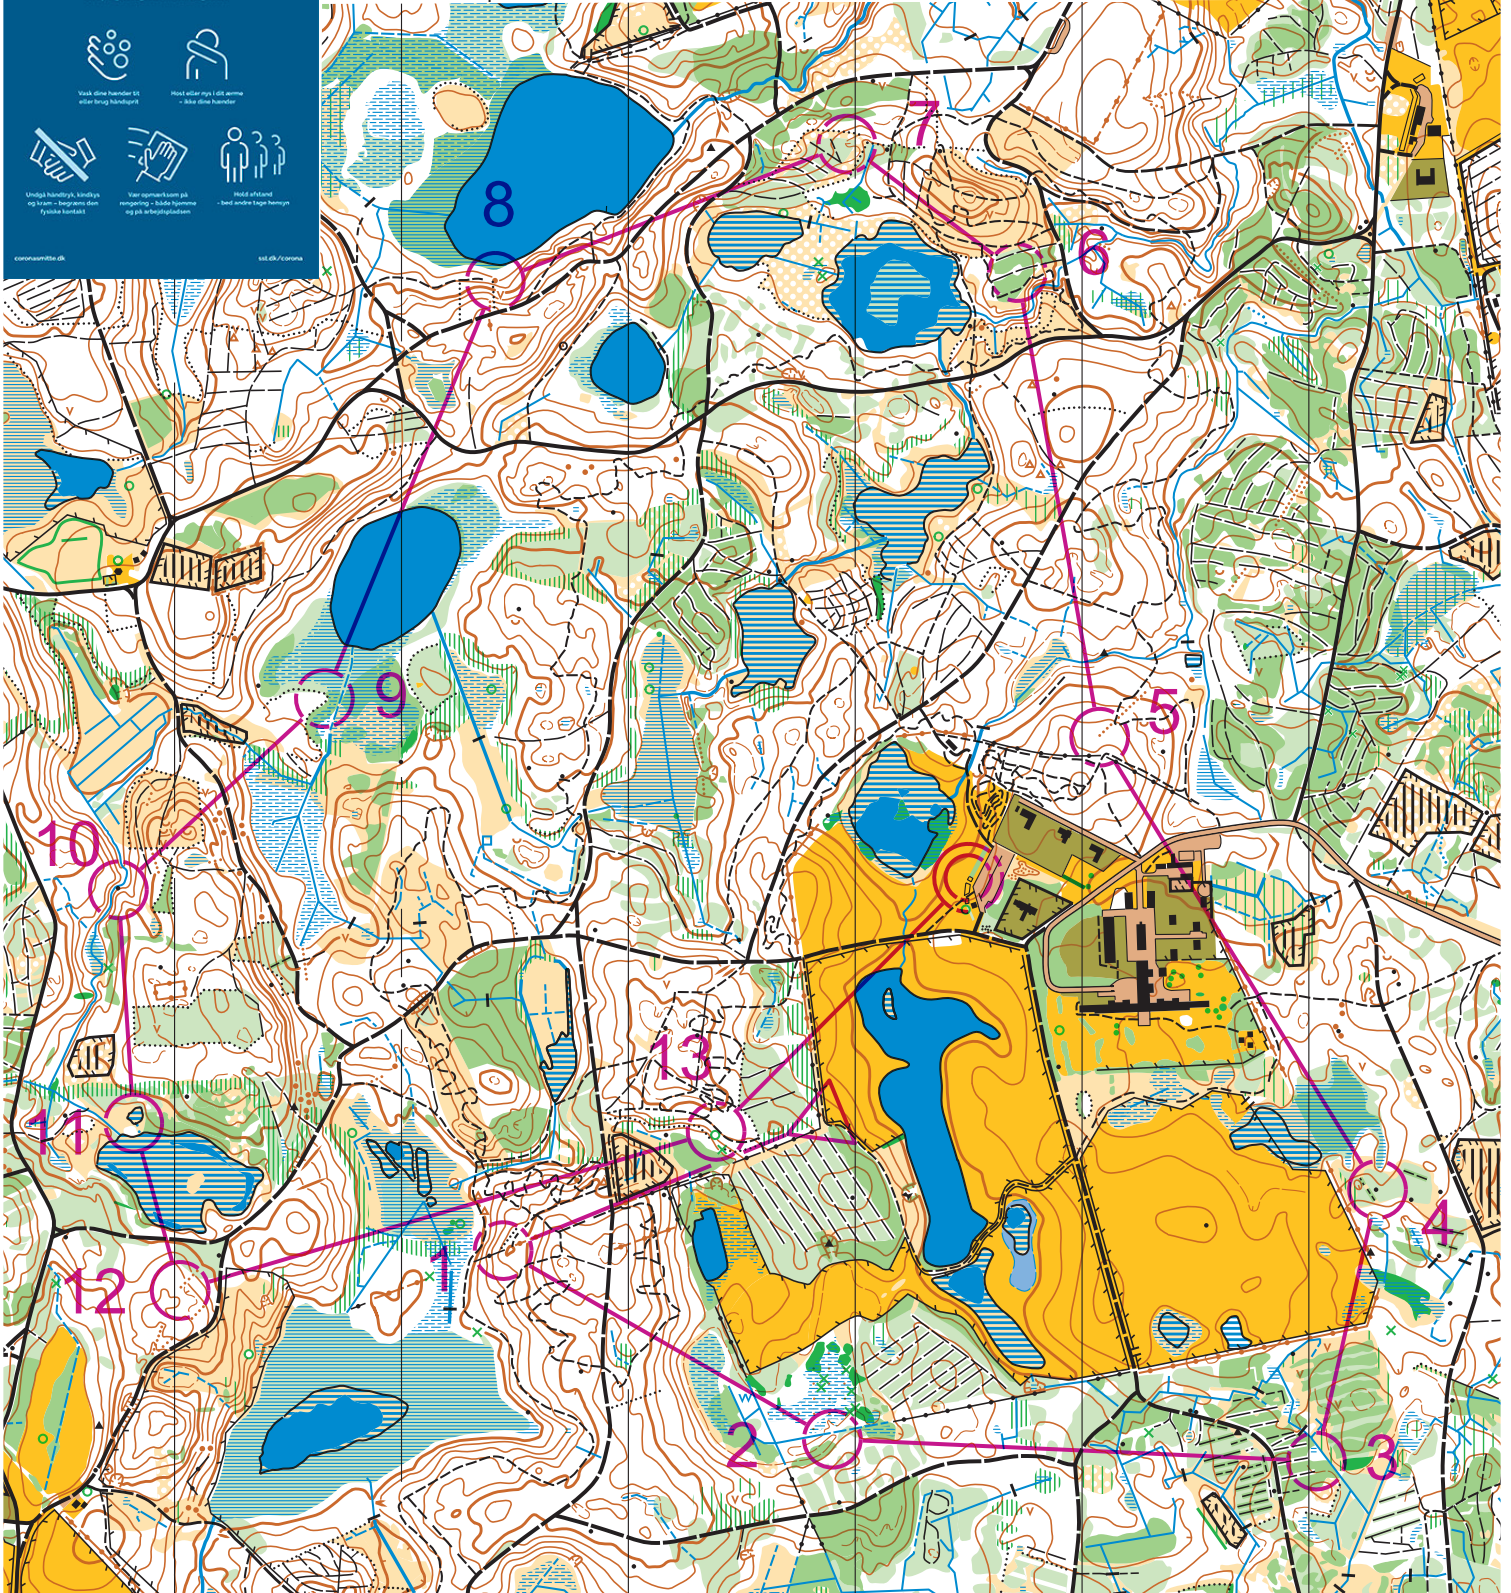 Vask dine hænder tit
eller brug håndsprit
Host eller nys i dit ærme
– ikke dine hænder
Undgå håndtryk, kindkys
og kram – begræns den
fysiske kontakt
Vær opmærksom på
rengøring – både hjemme
og på arbejdspladsen
Hold afstand
- bed andre tage hensyn
coronasmitte.dk
sst.dk/corona
7
8
6
9
5
10
13
11
4
1
12
2
3